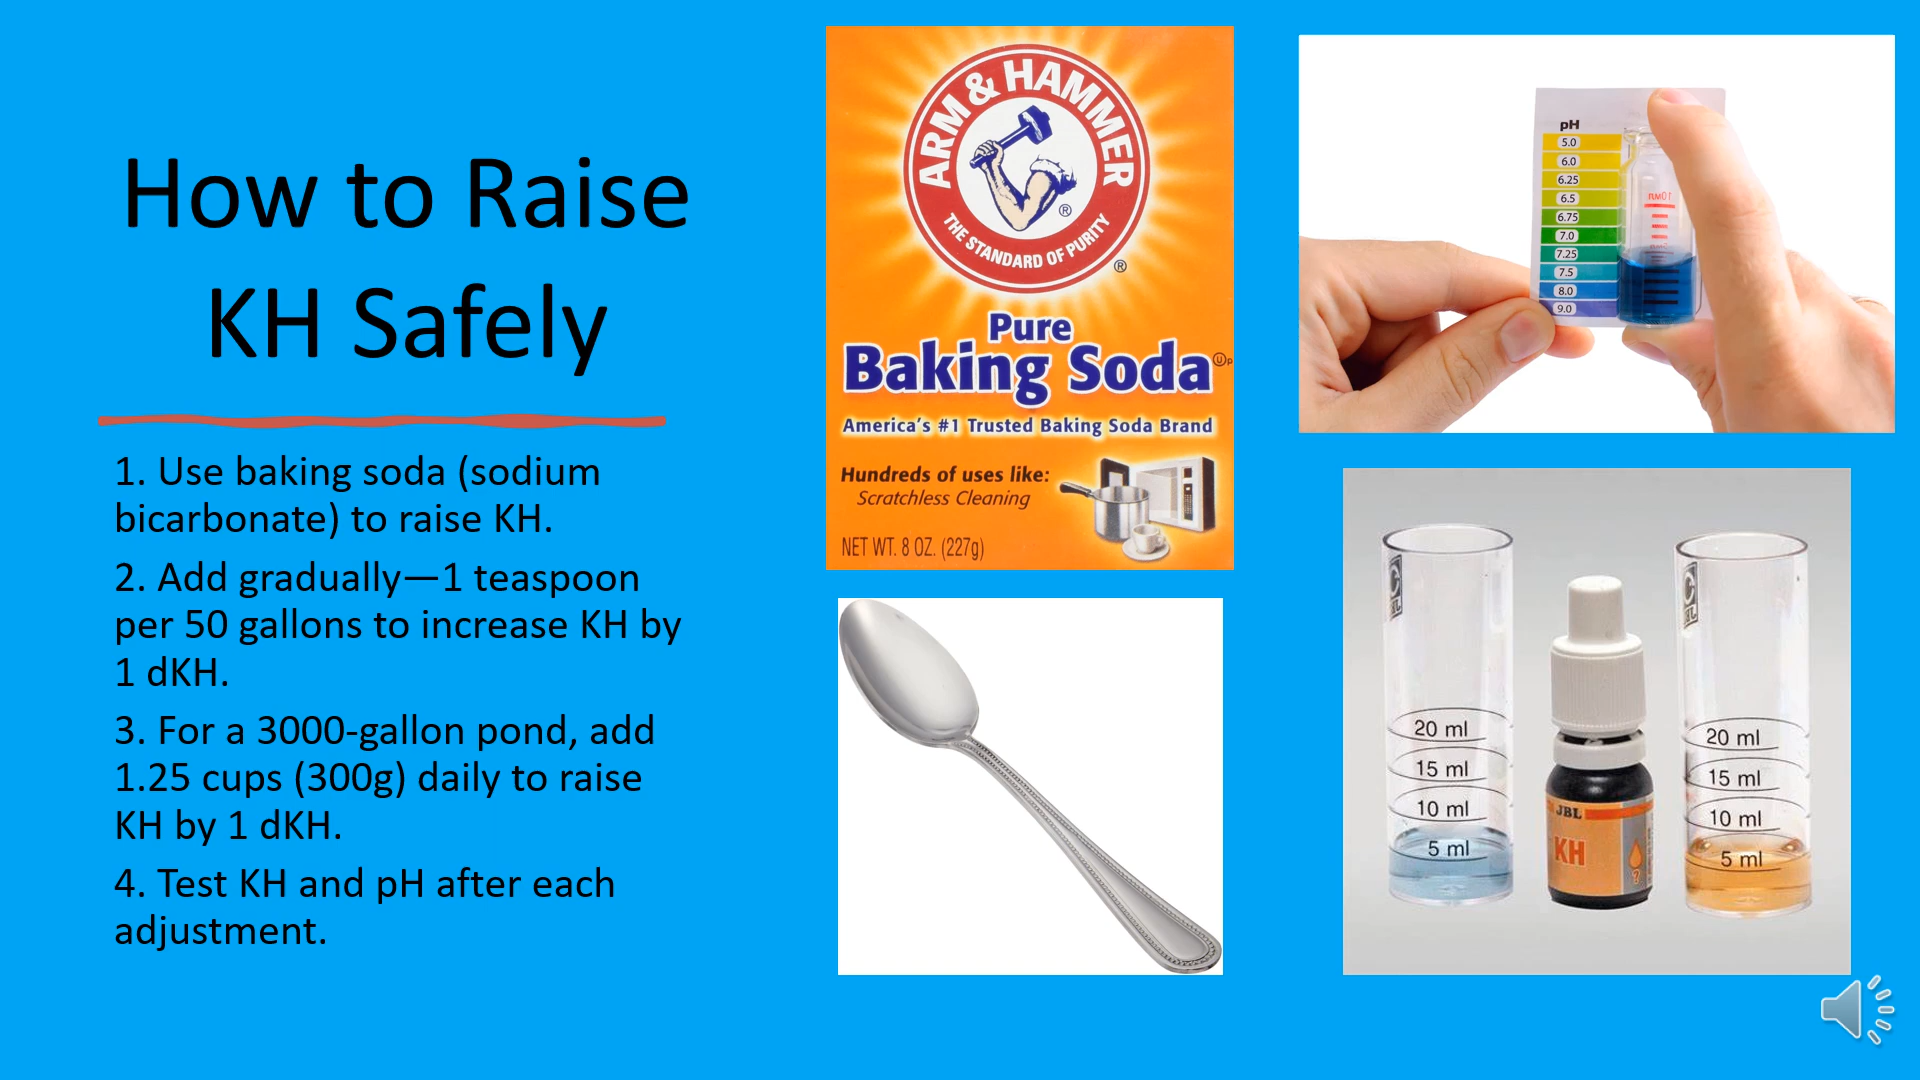 How to Raise
KH Safely
1. Use baking soda (sodium
bicarbonate) to raise KH.
2. Add gradually—1 teaspoon
per 50 gallons to increase KH by
1 dKH.
3. For a 3000-gallon pond, add
1.25 cups (300g) daily to raise
KH by 1 dKH.
4. Test KH and pH after each
adjustment.
ARM & HAMMER
THE STANDARD OF PURITY
®
®
Pure
Baking Soda
America's #1 Trusted Baking Soda Brand
Hundreds of uses like:
Scratchless Cleaning
NET WT. 8 OZ. (227g)
pH
5.0
6.0
6.25
6.5
6.75
7.0
7.25
7.5
8.0
9.0
20 ml
15 ml
10 ml
5 ml
JBL
KH
20 ml
15 ml
10 ml
5 ml